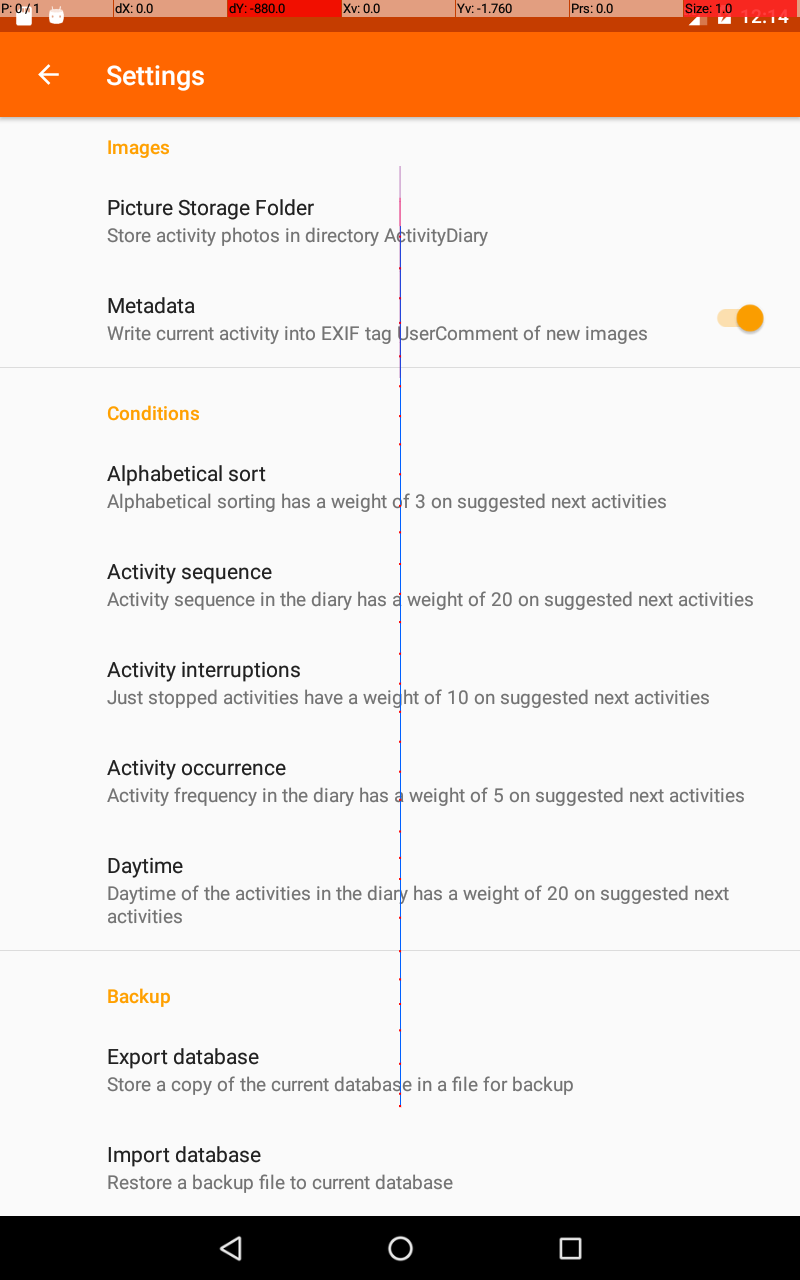 P: 0 / 1 dX: 0.0 dY: -880.0 Xv: 0.0 Yv: -1.760 Prs: 0.0 Size: 1.0
12:14
Settings
Images
Picture Storage Folder
Store activity photos in directory ActivityDiary
Metadata
Write current activity into EXIF tag UserComment of new images
Conditions
Alphabetical sort
Alphabetical sorting has a weight of 3 on suggested next activities
Activity sequence
Activity sequence in the diary has a weight of 20 on suggested next activities
Activity interruptions
Just stopped activities have a weight of 10 on suggested next activities
Activity occurrence
Activity frequency in the diary has a weight of 5 on suggested next activities
Daytime
Daytime of the activities in the diary has a weight of 20 on suggested next
activities
Backup
Export database
Store a copy of the current database in a file for backup
Import database
Restore a backup file to current database